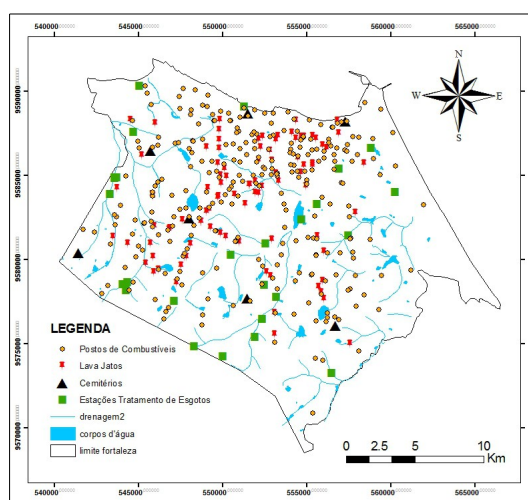 540000 545000 550000 555000 560000 565000
N
W E
S
9590000
9585000
9580000
9575000
9570000
LEGENDA
Postos de Combustíveis
Lava Jatos
Cemitérios
Estações Tratamento de Esgotos
drenagem2
corpos d'água
limite fortaleza
0 2.5 5 10
Km
540000 545000 550000 555000 560000 565000